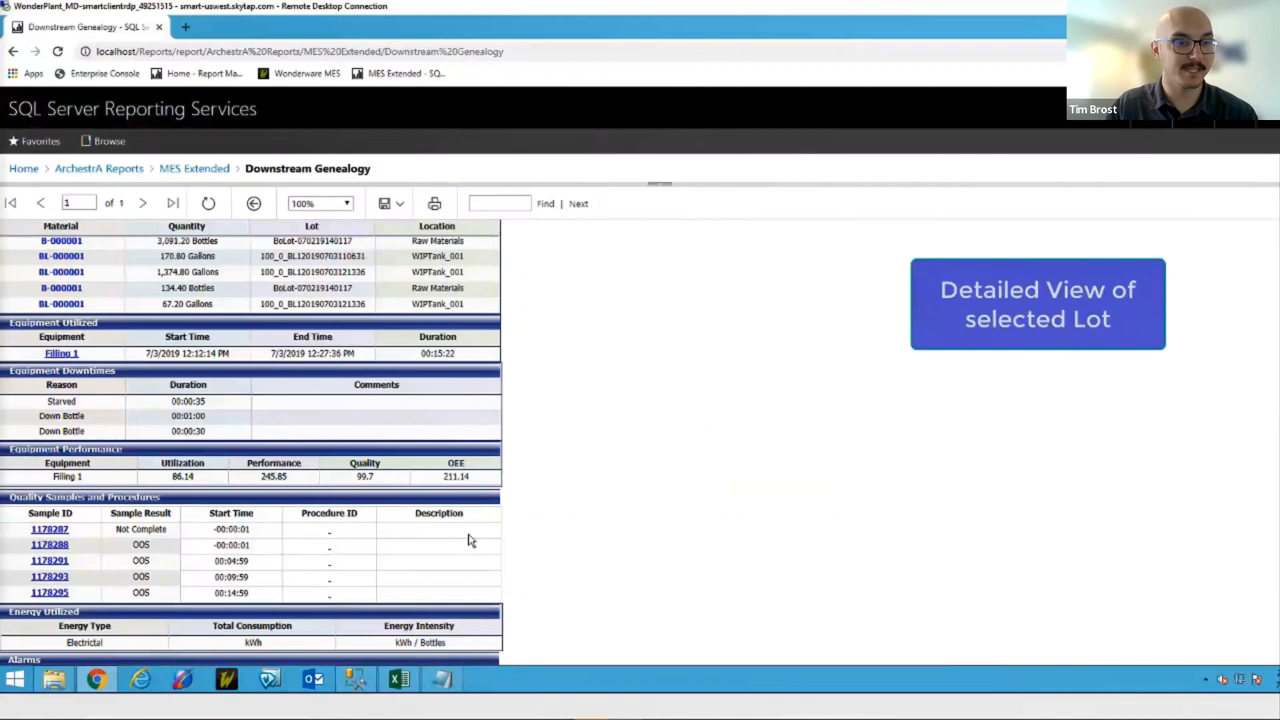 WonderPlant_MD-smartclientrdp_49251515 - smart-uswest.skytap.com - Remote Desktop Connection
Downstream Genealogy - SQL S
localhost/Reports/report/ArchestrA%20Reports/MES%20Extended/Downstream%20Genealogy
Apps Enterprise Console Home - Report Ma... Wonderware MES MES Extended - SQ...
Tim Brost
SQL Server Reporting Services
Favorites Browse
Home > ArchestrA Reports > MES Extended > Downstream Genealogy
1 of 1 100% Find | Next
Material Quantity Lot Location
B-000001 3,091.20 Bottles BoLot-070219140117 Raw Materials
BL-000001 170.80 Gallons 100_0_BL120190703110631 WIPTank_001
BL-000001 1,374.80 Gallons 100_0_BL120190703121336 WIPTank_001
B-000001 134.40 Bottles BoLot-070219140117 Raw Materials
BL-000001 67.20 Gallons 100_0_BL120190703121336 WIPTank_001
Detailed View of
selected Lot
Equipment Utilized
Equipment Start Time End Time Duration
Filling 1 7/3/2019 12:12:14 PM 7/3/2019 12:27:36 PM 00:15:22
Equipment Downtimes
Reason Duration Comments
Starved 00:00:35
Down Bottle 00:01:00
Down Bottle 00:00:30
Equipment Performance
Equipment Utilization Performance Quality OEE
Filling 1 86.14 245.85 99.7 211.14
Quality Samples and Procedures
Sample ID Sample Result Start Time Procedure ID Description
1178287 Not Complete -00:00:01 -
1178288 OOS -00:00:01 -
1178291 OOS 00:04:59 -
1178293 OOS 00:09:59 -
1178295 OOS 00:14:59 -
Energy Utilized
Energy Type Total Consumption Energy Intensity
Electrictal kWh kWh / Bottles
Alarms